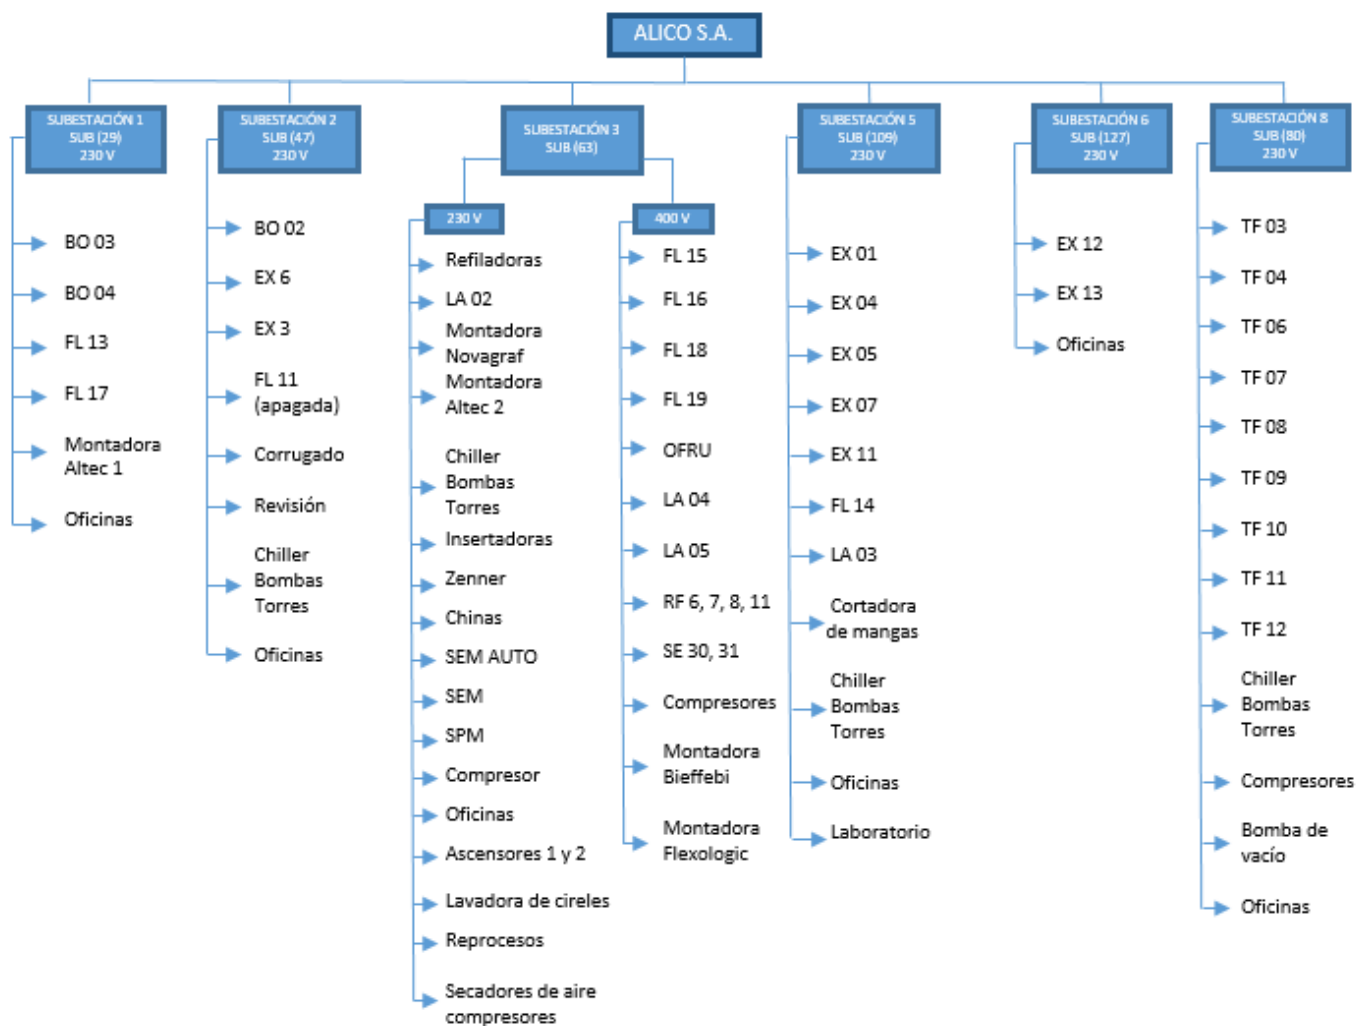 ALICO S.A.
SUBESTACIÓN 1
SUB (29)
230 V
BO 03
BO 04
FL 13
FL 17
Montadora
Altec 1
Oficinas
SUBESTACIÓN 2
SUB (47)
230 V
BO 02
EX 6
EX 3
FL 11
(apagada)
Corrugado
Revisión
Chiller
Bombas
Torres
Oficinas
SUBESTACIÓN 3
SUB (63)
230 V
Refiladoras
LA 02
Montadora
Novagraf
Montadora
Altec 2
Chiller
Bombas
Torres
Insertadoras
Zenner
Chinas
SEM AUTO
SEM
SPM
Compresor
Oficinas
Ascensores 1 y 2
Lavadora de cireles
Reprocesos
Secadores de aire
compresores
400 V
FL 15
FL 16
FL 18
FL 19
OFRU
LA 04
LA 05
RF 6, 7, 8, 11
SE 30, 31
Compresores
Montadora
Bieffebi
Montadora
Flexologic
SUBESTACIÓN 5
SUB (109)
230 V
EX 01
EX 04
EX 05
EX 07
EX 11
FL 14
LA 03
Cortadora
de mangas
Chiller
Bombas
Torres
Oficinas
Laboratorio
SUBESTACIÓN 6
SUB (127)
230 V
EX 12
EX 13
Oficinas
SUBESTACIÓN 8
SUB (80)
230 V
TF 03
TF 04
TF 06
TF 07
TF 08
TF 09
TF 10
TF 11
TF 12
Chiller
Bombas
Torres
Compresores
Bomba de
vacío
Oficinas